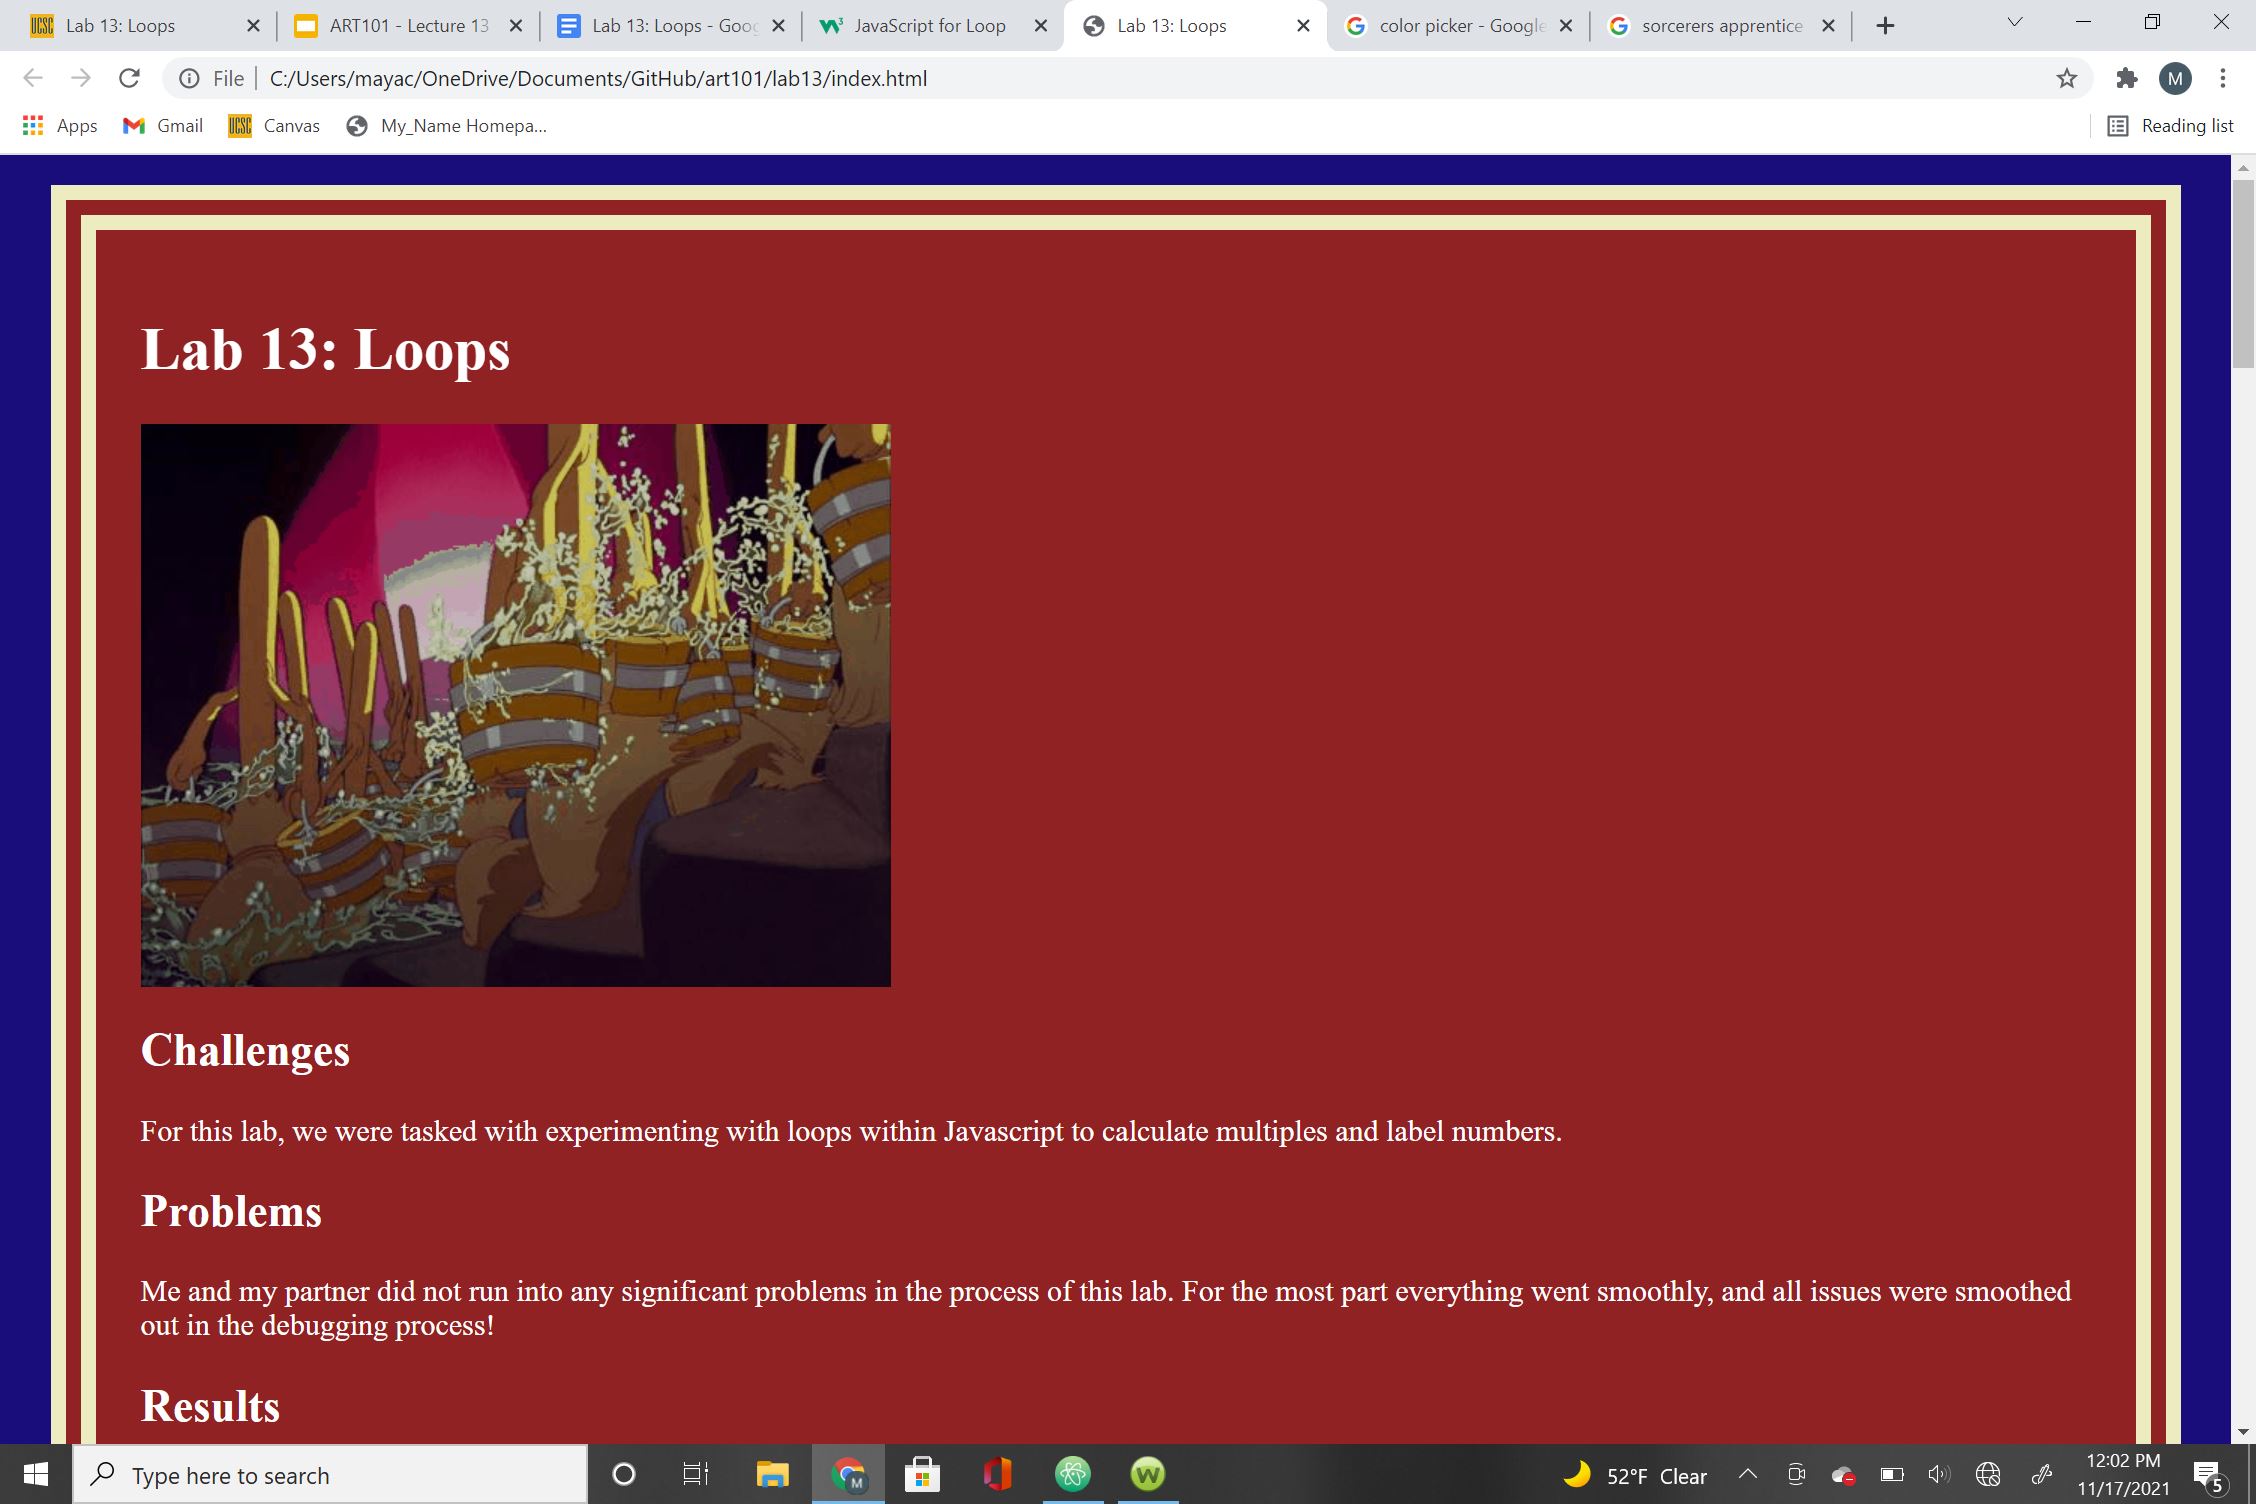 UCSC Lab 13: Loops
ART101 - Lecture 13
Lab 13: Loops - Goog
JavaScript for Loop
Lab 13: Loops
color picker - Google
sorcerers apprentice
File C:/Users/mayac/OneDrive/Documents/GitHub/art101/lab13/index.html M
Apps Gmail UCSC Canvas My_Name Homepa... Reading list
Lab 13: Loops
Challenges
For this lab, we were tasked with experimenting with loops within Javascript to calculate multiples and label numbers.
Problems
Me and my partner did not run into any significant problems in the process of this lab. For the most part everything went smoothly, and all issues were smoothed
out in the debugging process!
Results
Type here to search M W 52°F Clear 12:02 PM
11/17/2021 5